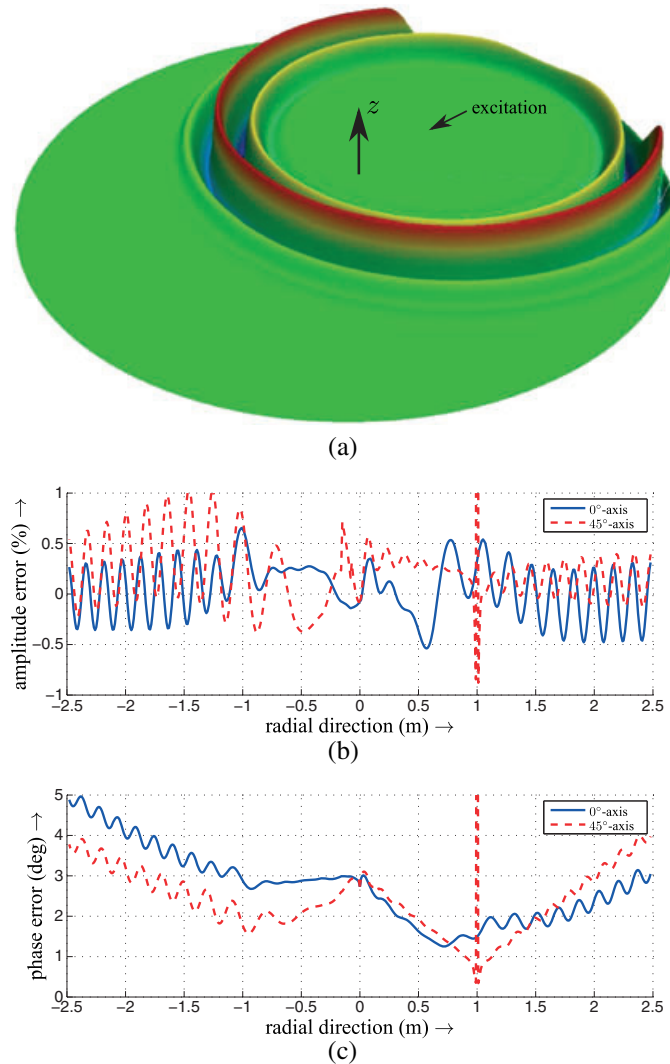 z
excitation
(a)
amplitude error (%) →
1
0.5
0
−0.5
−1
0°-axis
45°-axis
−2.5 −2 −1.5 −1 −0.5 0 0.5 1 1.5 2 2.5
radial direction (m) →
(b)
phase error (deg) →
5
4
3
2
1
0
0°-axis
45°-axis
−2.5 −2 −1.5 −1 −0.5 0 0.5 1 1.5 2 2.5
radial direction (m) →
(c)